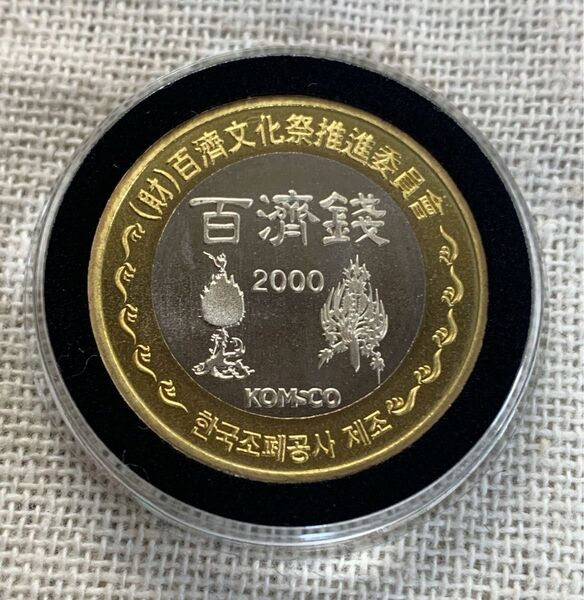 (財)百濟文化祭推進委員會
百濟錢
2000
KOMSCO
한국조폐공사 제조